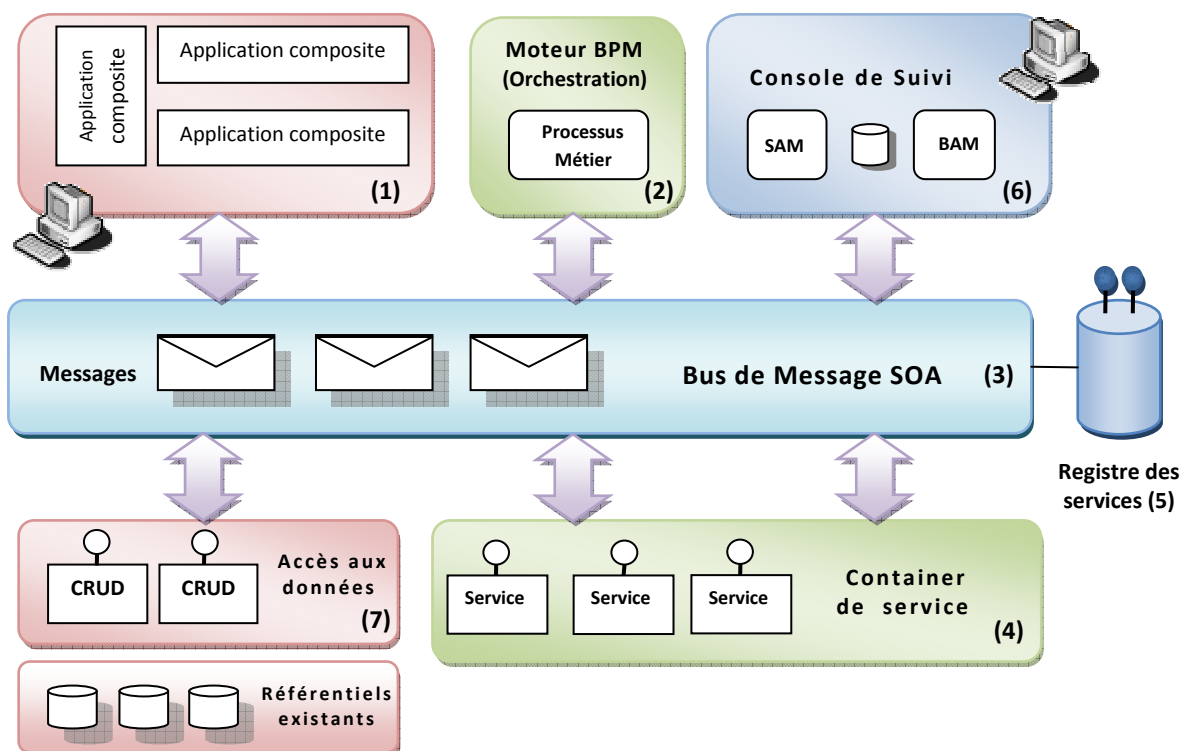 Application
composite
Application composite
Application composite
(1)
Moteur BPM
(Orchestration)
Processus
Métier
(2)
Console de Suivi
SAM
BAM
(6)
Messages
Bus de Message SOA
(3)
Registre des
services (5)
CRUD
CRUD
Accès aux
données
(7)
Service
Service
Service
Container
de service
(4)
Référentiels
existants